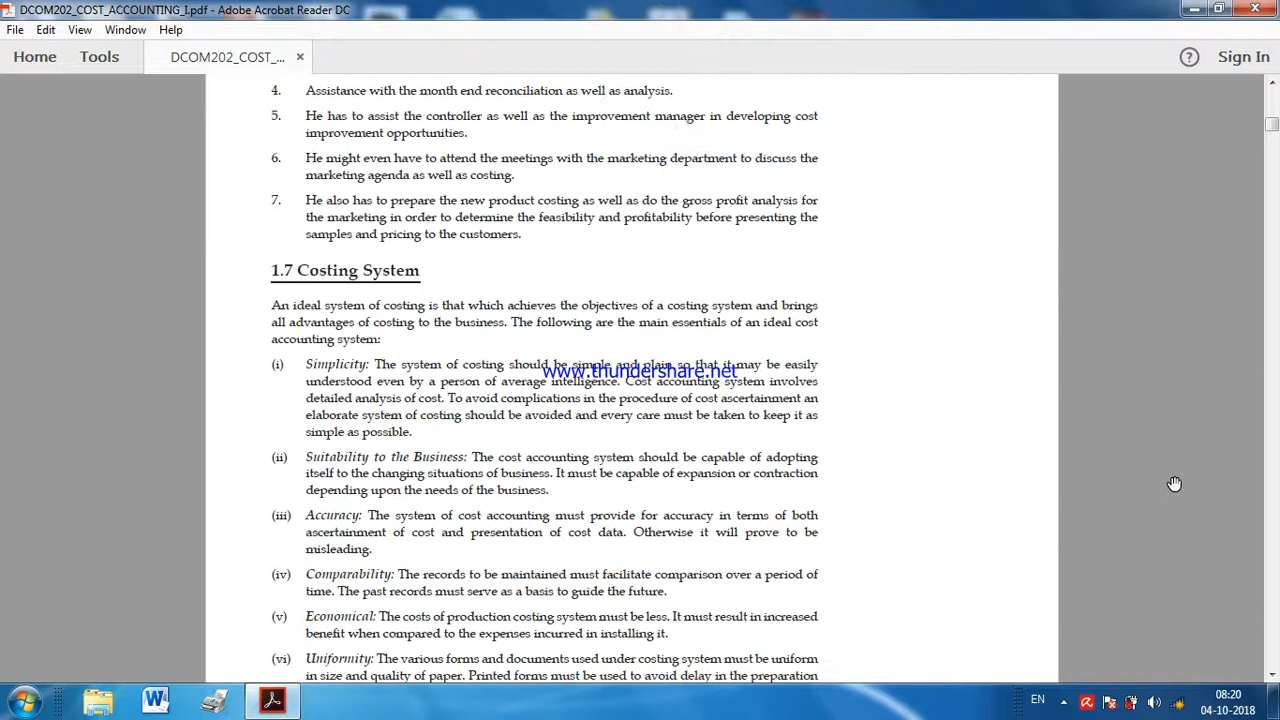 DCOM202_COST_ACCOUNTING_I.pdf - Adobe Acrobat Reader DC
File Edit View Window Help
Home Tools DCOM202_COST_... × ? Sign In
4. Assistance with the month end reconciliation as well as analysis.
5. He has to assist the controller as well as the improvement manager in developing cost
improvement opportunities.
6. He might even have to attend the meetings with the marketing department to discuss the
marketing agenda as well as costing.
7. He also has to prepare the new product costing as well as do the gross profit analysis for
the marketing in order to determine the feasibility and profitability before presenting the
samples and pricing to the customers.
1.7 Costing System
An ideal system of costing is that which achieves the objectives of a costing system and brings
all advantages of costing to the business. The following are the main essentials of an ideal cost
accounting system:
(i) Simplicity: The system of costing should be simple and plain so that it may be easily
www.thundershare.net
understood even by a person of average intelligence. Cost accounting system involves
detailed analysis of cost. To avoid complications in the procedure of cost ascertainment an
elaborate system of costing should be avoided and every care must be taken to keep it as
simple as possible.
(ii) Suitability to the Business: The cost accounting system should be capable of adopting
itself to the changing situations of business. It must be capable of expansion or contraction
depending upon the needs of the business.
(iii) Accuracy: The system of cost accounting must provide for accuracy in terms of both
ascertainment of cost and presentation of cost data. Otherwise it will prove to be
misleading.
(iv) Comparability: The records to be maintained must facilitate comparison over a period of
time. The past records must serve as a basis to guide the future.
(v) Economical: The costs of production costing system must be less. It must result in increased
benefit when compared to the expenses incurred in installing it.
(vi) Uniformity: The various forms and documents used under costing system must be uniform
in size and quality of paper. Printed forms must be used to avoid delay in the preparation
EN 08:20
04-10-2018